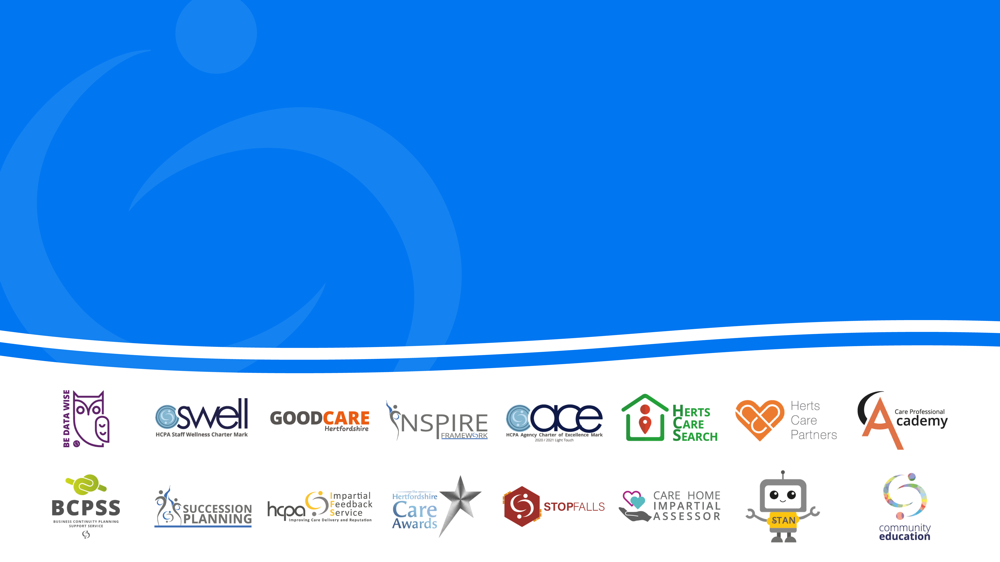 BE DATA WISE
swell
HCPA Staff Wellness Charter Mark
GOODCARE
Hertfordshire
INSPIRE
FRAMEWORK
ace
HCPA Agency Charter of Excellence Mark
2020 / 2021 Light Touch
HERTS
CARE
SEARCH
Herts
Care
Partners
Care Professional
Academy
BCPSS
BUSINESS CONTINUITY PLANNING
SUPPORT SERVICE
SUCCESSION
PLANNING
hcpa
Impartial
Feedback
Service
Improving Care Delivery and Reputation
The
Hertfordshire
Care
Awards
STOPFALLS
CARE HOME
IMPARTIAL
ASSESSOR
STAN
community
education